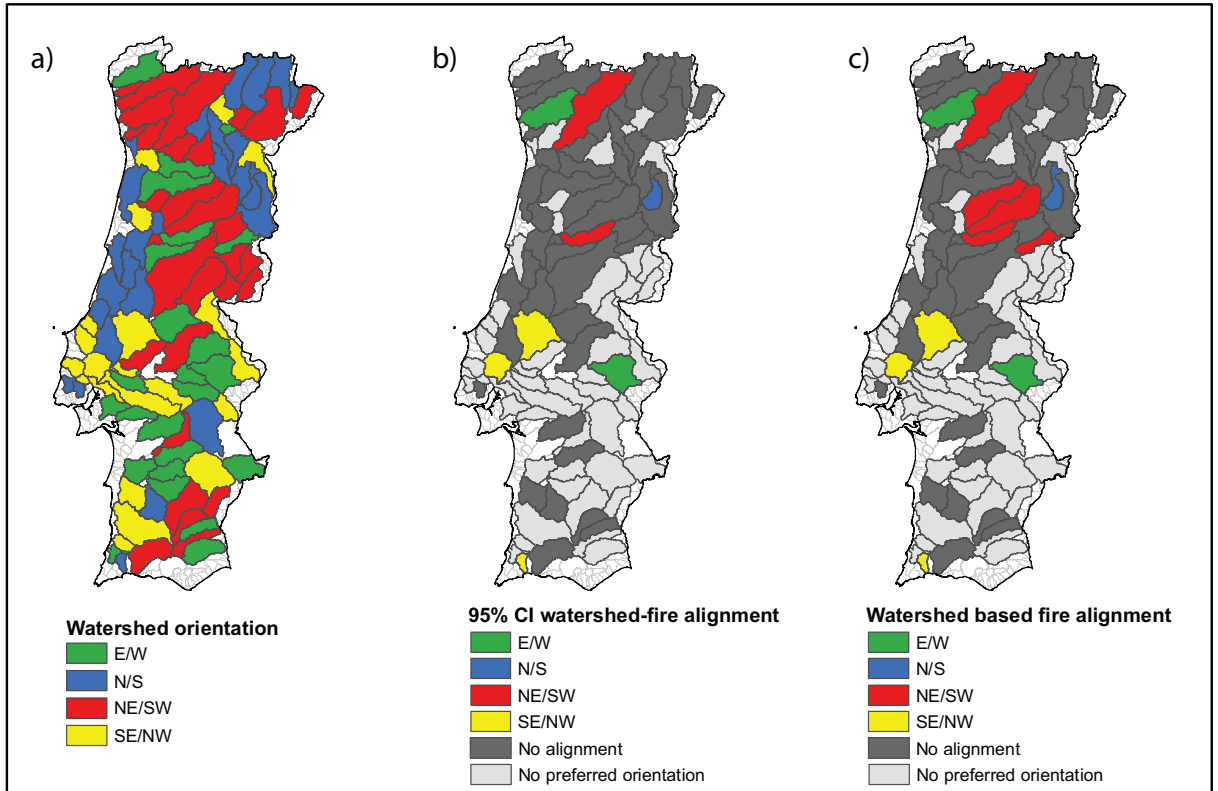 a)
b)
c)
Watershed orientation
E/W
N/S
NE/SW
SE/NW
95% CI watershed-fire alignment
E/W
N/S
NE/SW
SE/NW
No alignment
No preferred orientation
Watershed based fire alignment
E/W
N/S
NE/SW
SE/NW
No alignment
No preferred orientation